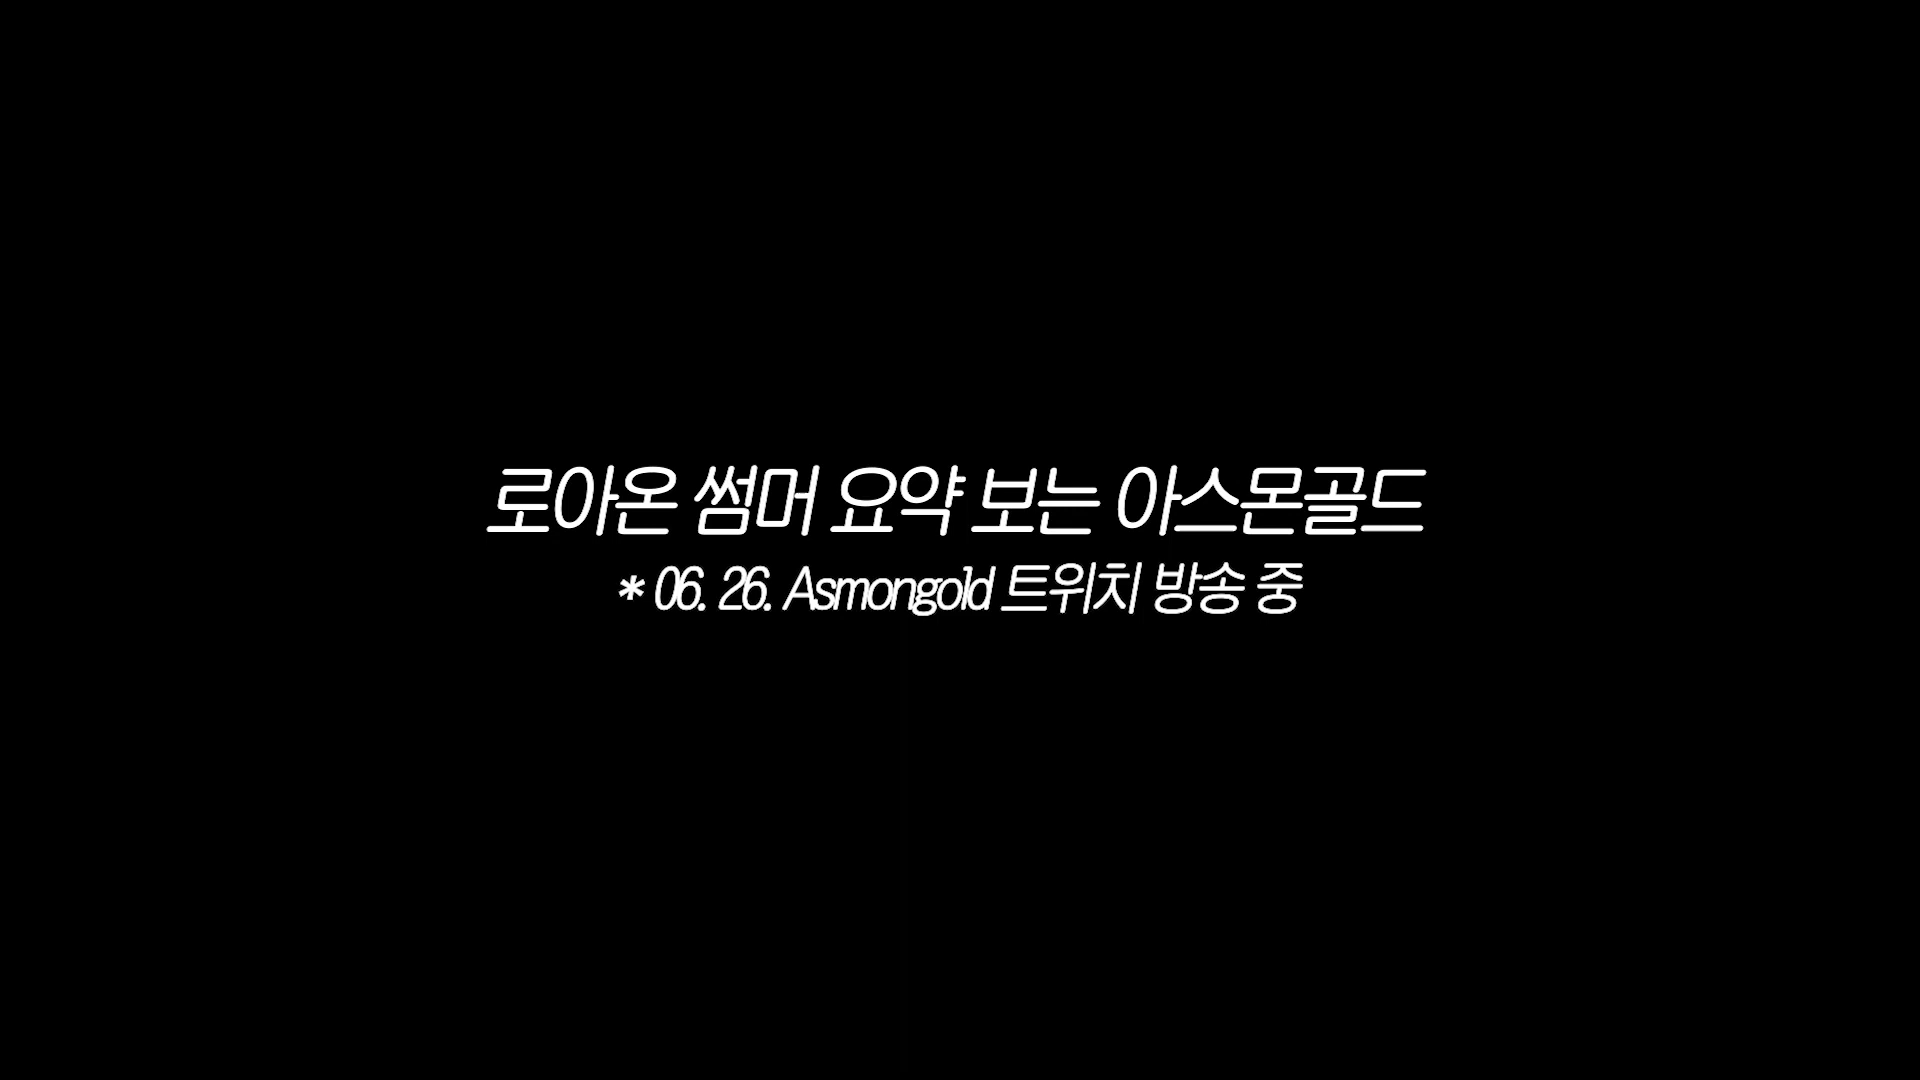 로아온 썸머 요약 보는 아스몬골드
* 06. 26. Asmongold 트위치 방송 중